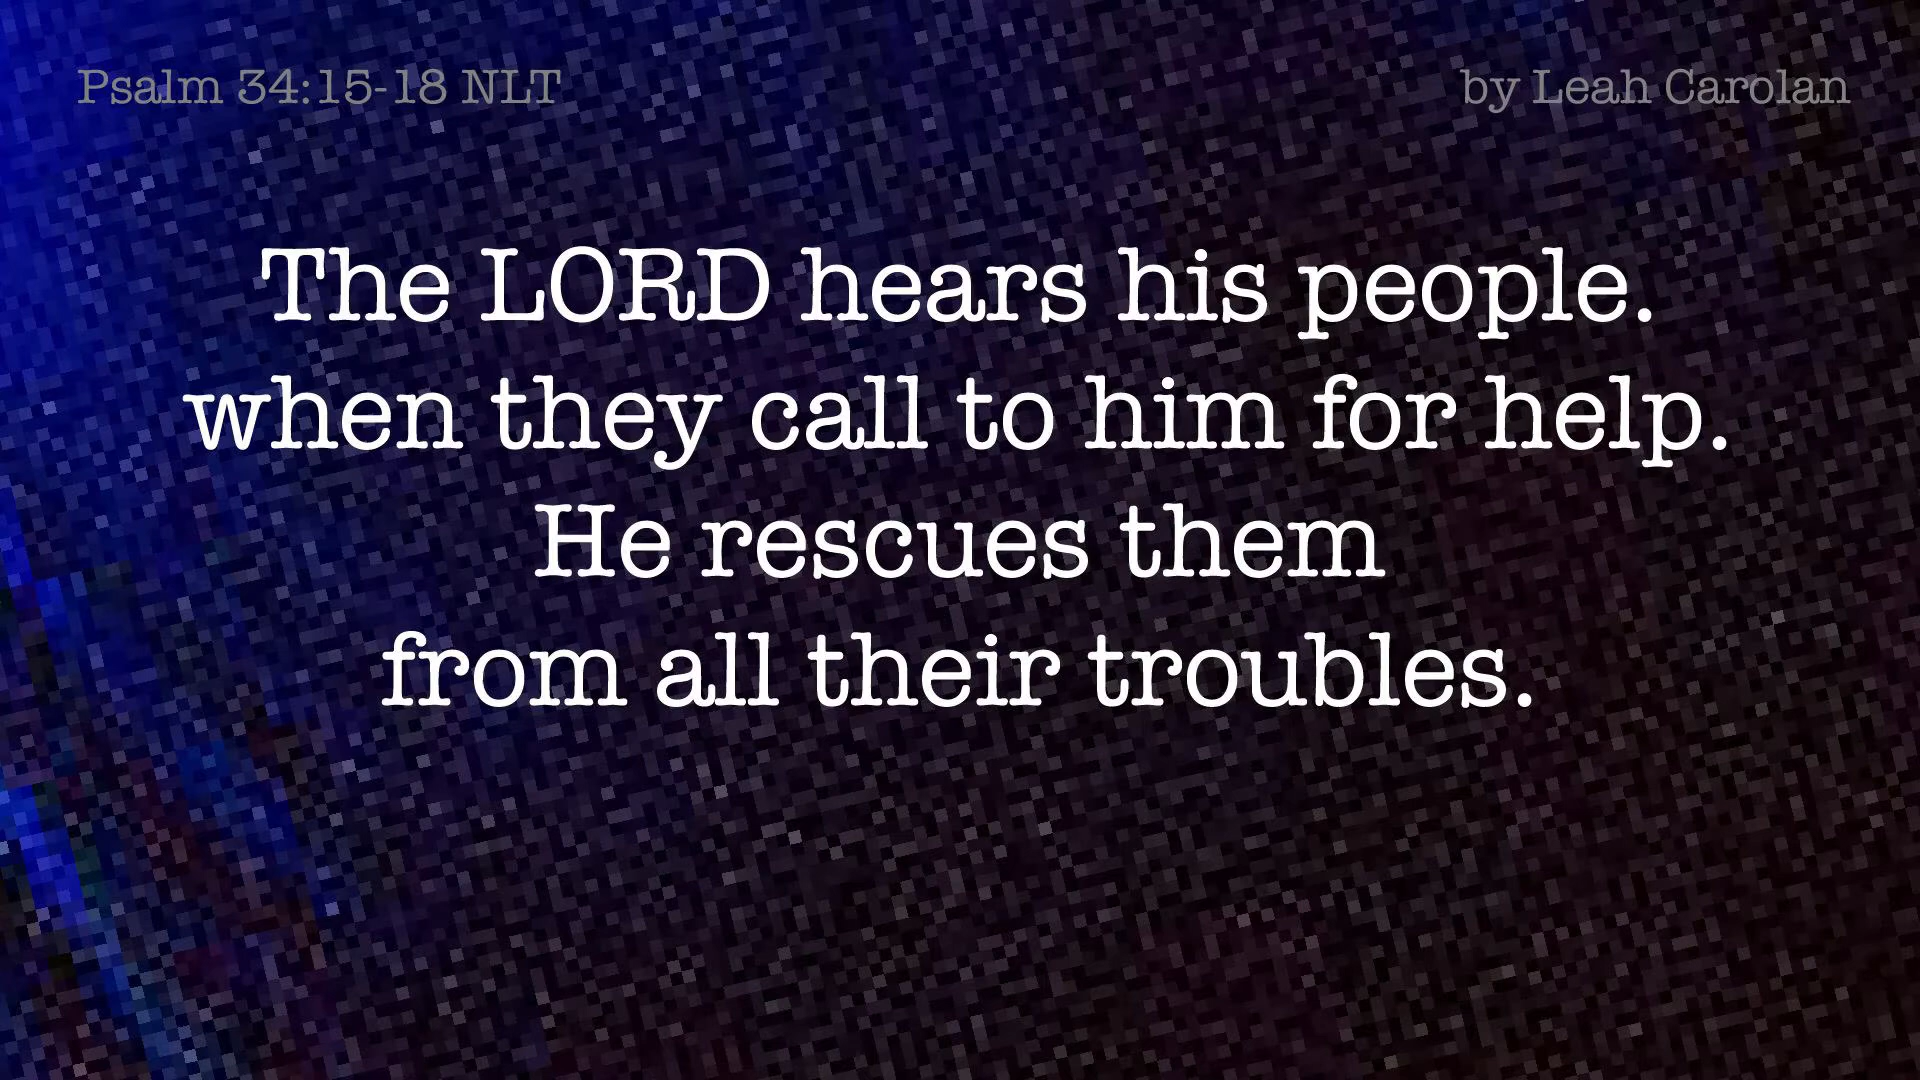 Psalm 34:15-18 NLT
by Leah Carolan
The LORD hears his people.
when they call to him for help.
He rescues them
from all their troubles.